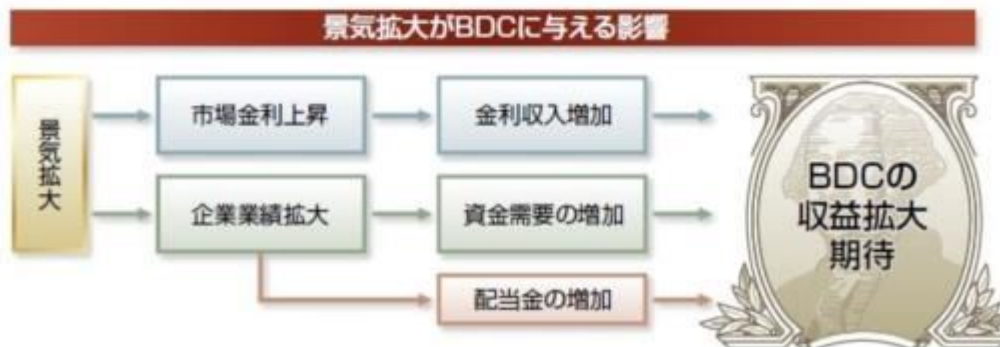 景気拡大がBDCに与える影響
景気拡大
市場金利上昇
金利収入増加
企業業績拡大
資金需要の増加
配当金の増加
BDCの
収益拡大
期待